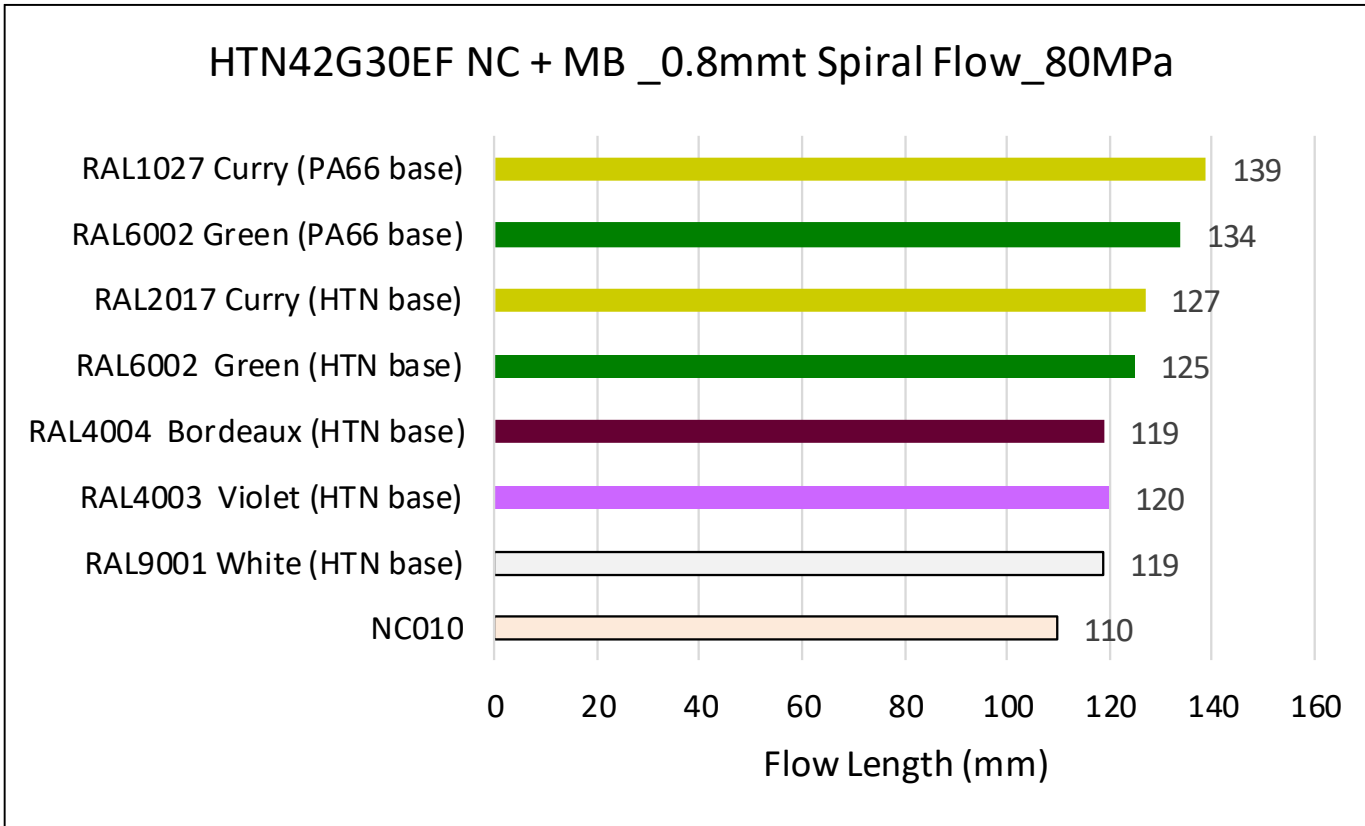 HTN42G30EF NC + MB _0.8mmt Spiral Flow_80MPa
RAL1027 Curry (PA66 base) 139
RAL6002 Green (PA66 base) 134
RAL2017 Curry (HTN base) 127
RAL6002  Green (HTN base) 125
RAL4004  Bordeaux (HTN base) 119
RAL4003  Violet (HTN base) 120
RAL9001 White (HTN base) 119
NC010 110
0 20 40 60 80 100 120 140 160
Flow Length (mm)